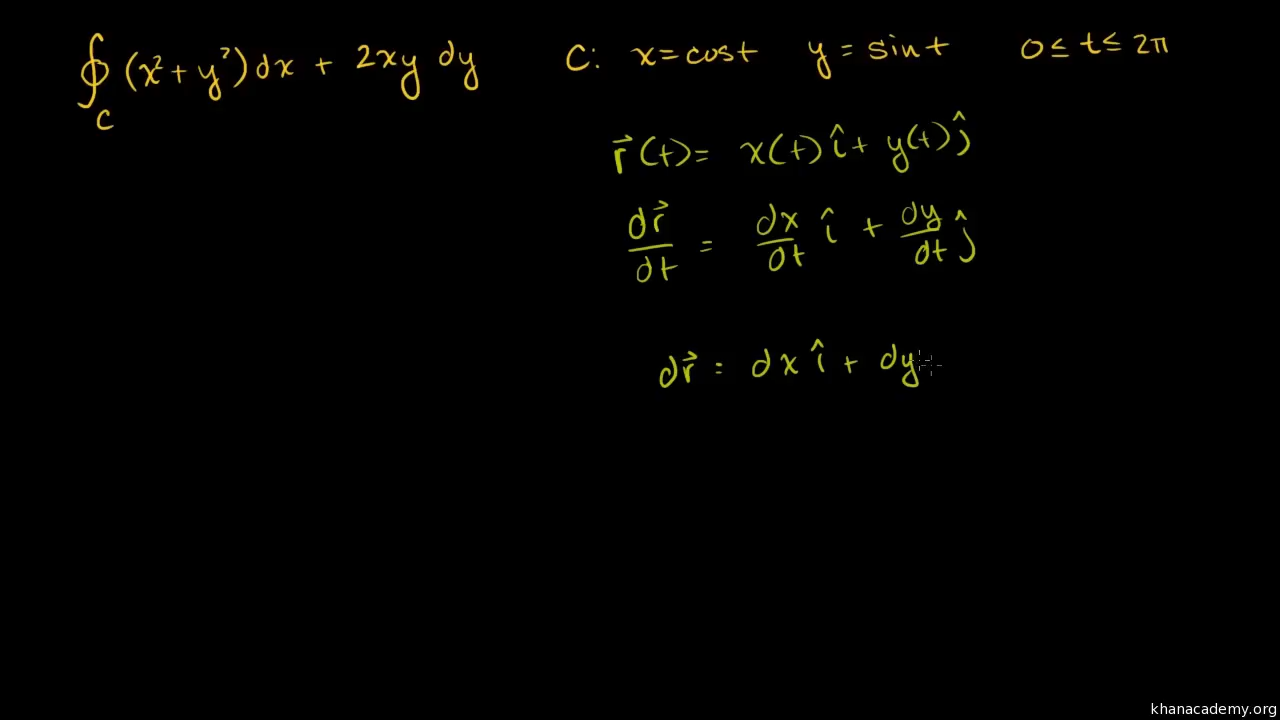 ∮_C (x² + y²) dx + 2xy dy   C: x = cos t   y = sin t   0 ≤ t ≤ 2π
r⃗(t) = x(t) î + y(t) ĵ
dr⃗/dt = dx/dt î + dy/dt ĵ
dr⃗ = dx î + dy
khanacademy.org